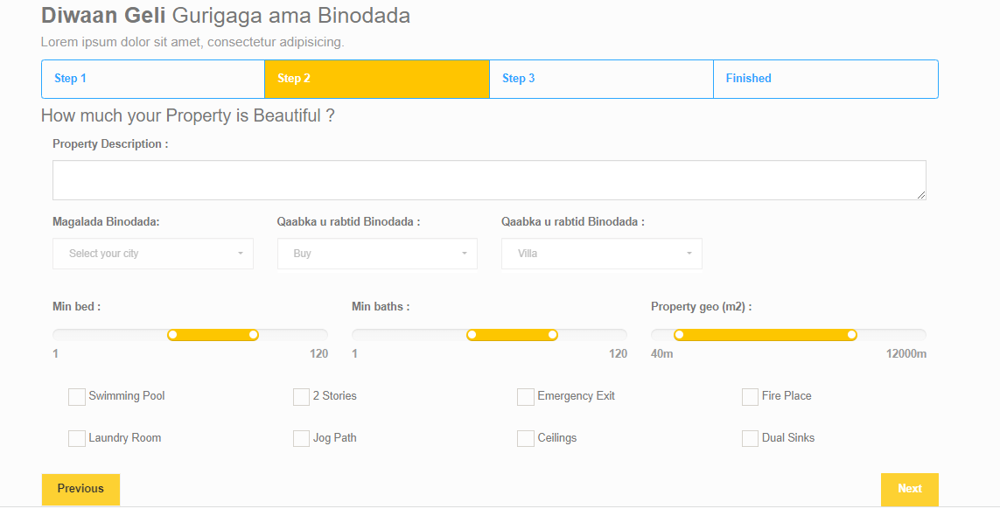 Diwaan Geli Gurigaga ama Binodada
Lorem ipsum dolor sit amet, consectetur adipisicing.
Step 1 Step 2 Step 3 Finished
How much your Property is Beautiful ?
Property Description :
Magalada Binodada: Qaabka u rabtid Binodada : Qaabka u rabtid Binodada :
Select your city Buy Villa
Min bed : Min baths : Property geo (m2) :
1 120 1 120 40m 12000m
Swimming Pool 2 Stories Emergency Exit Fire Place
Laundry Room Jog Path Ceilings Dual Sinks
Previous Next